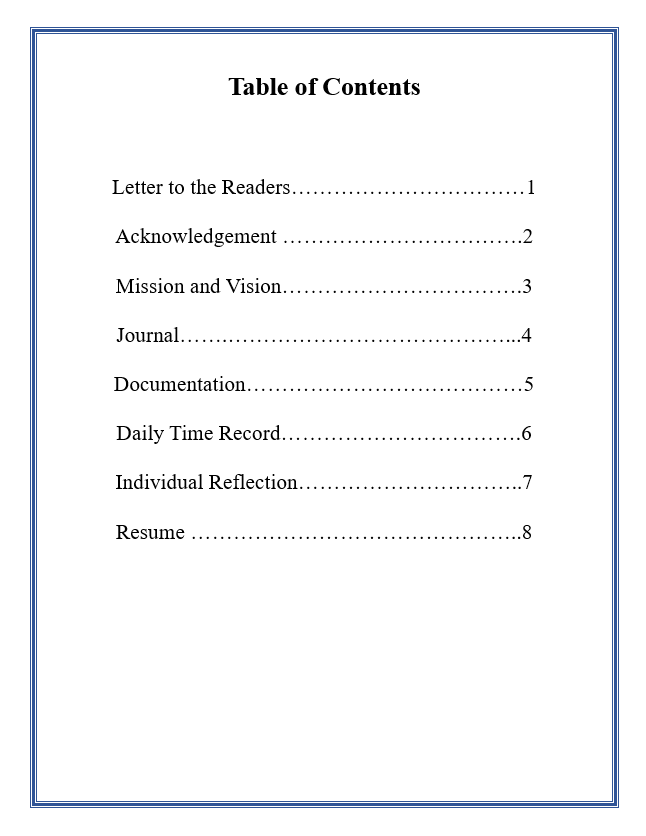 Table of Contents
Letter to the Readers……………………………1
Acknowledgement …………………………….2
Mission and Vision…………………………….3
Journal…….…………………………………...4
Documentation…………………………………5
Daily Time Record…………………………….6
Individual Reflection…………………………..7
Resume ………………………………………..8